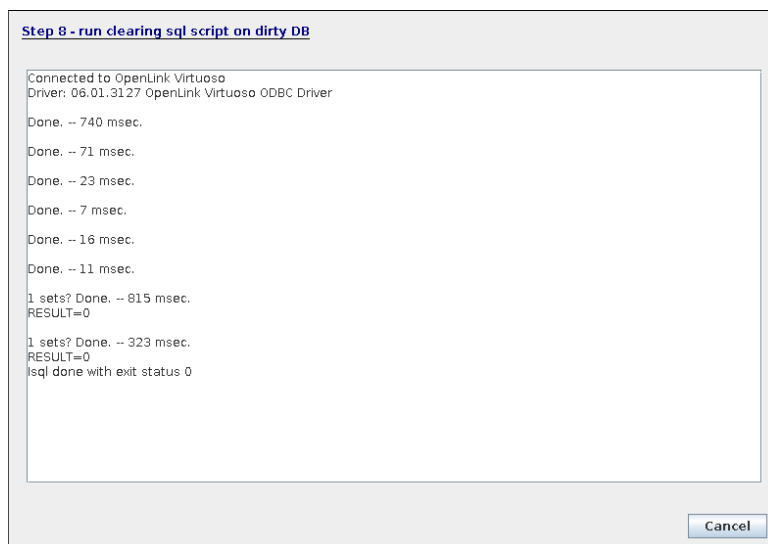 Step 8 - run clearing sql script on dirty DB
Connected to OpenLink Virtuoso
Driver: 06.01.3127 OpenLink Virtuoso ODBC Driver
Done. -- 740 msec.
Done. -- 71 msec.
Done. -- 23 msec.
Done. -- 7 msec.
Done. -- 16 msec.
Done. -- 11 msec.
1 sets? Done. -- 815 msec.
RESULT=0
1 sets? Done. -- 323 msec.
RESULT=0
Isql done with exit status 0
Cancel